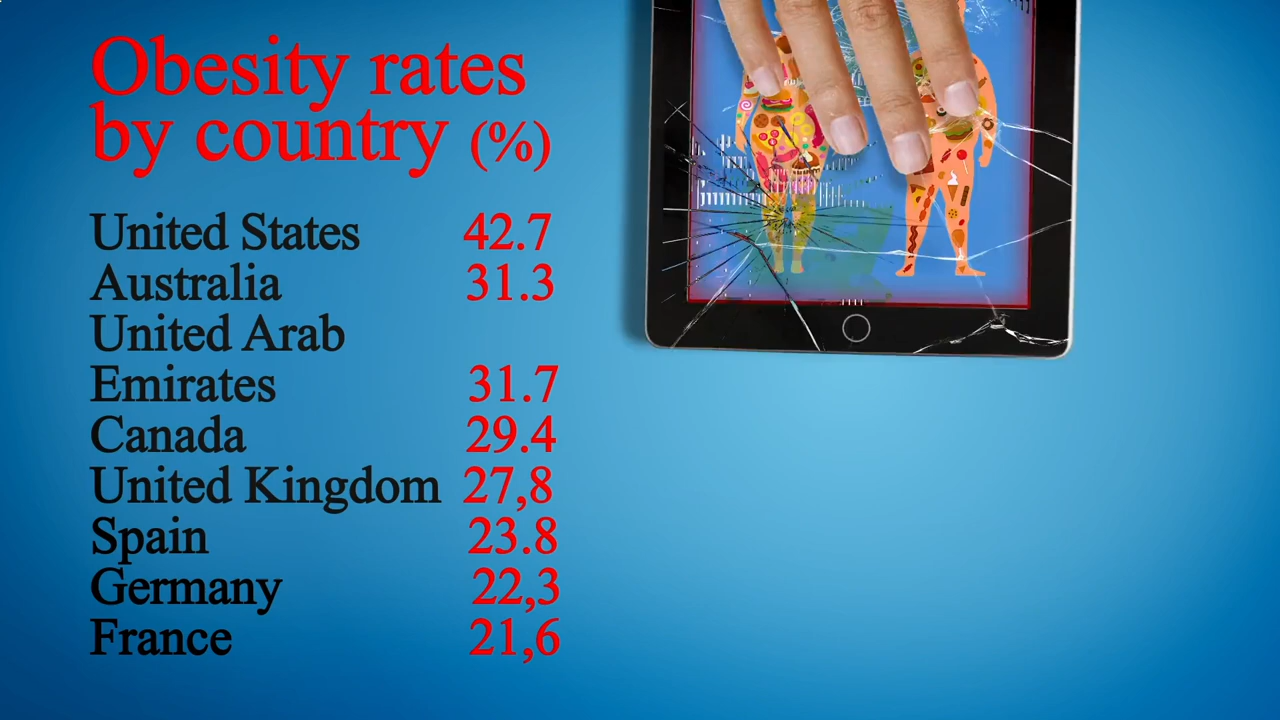 Obesity rates
by country (%)
United States 42.7
Australia 31.3
United Arab
Emirates 31.7
Canada 29.4
United Kingdom 27,8
Spain 23.8
Germany 22,3
France 21,6